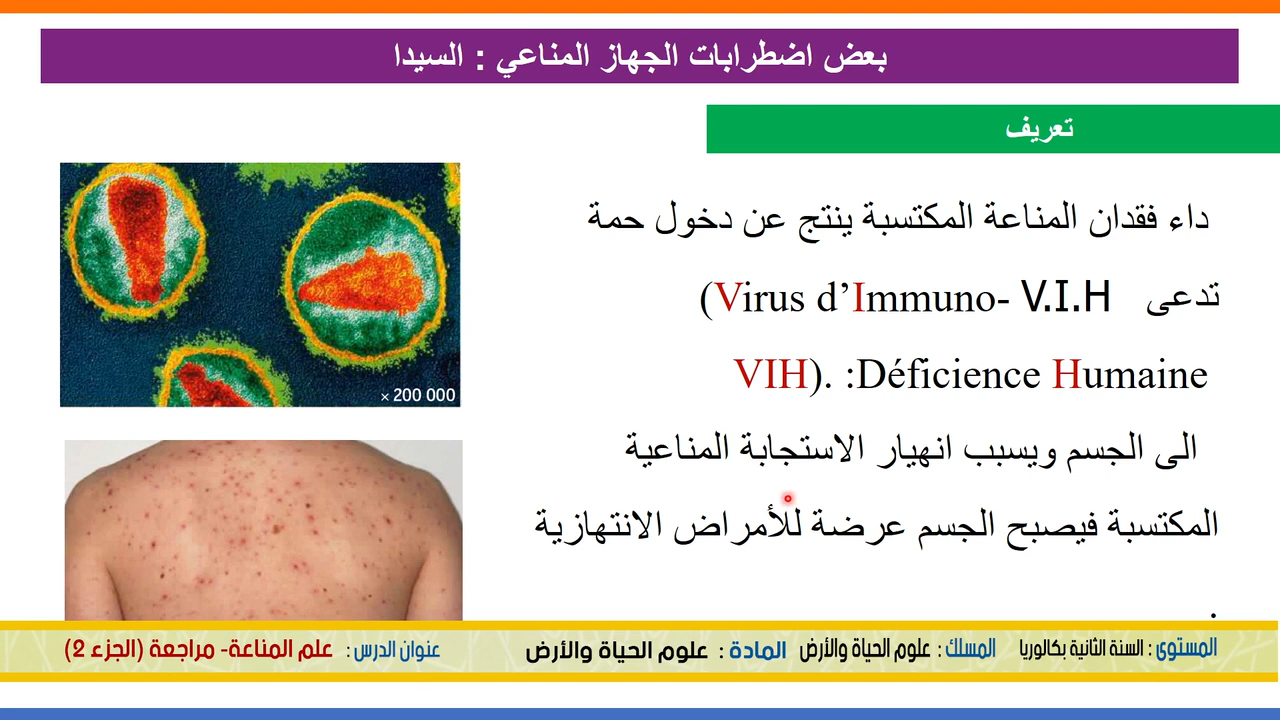 بعض اضطرابات الجهاز المناعي : السيدا
تعريف
داء فقدان المناعة المكتسبة ينتج عن دخول حمة
تدعى V.I.H (Virus d’Immuno-
VIH). :Déficience Humaine
الى الجسم ويسبب انهيار الاستجابة المناعية
المكتسبة فيصبح الجسم عرضة للأمراض الانتهازية
.
× 200 000
المستوى : السنة الثانية بكالوريا المسلك : علوم الحياة والأرض المادة : علوم الحياة والأرض عنوان الدرس : علم المناعة- مراجعة (الجزء 2)